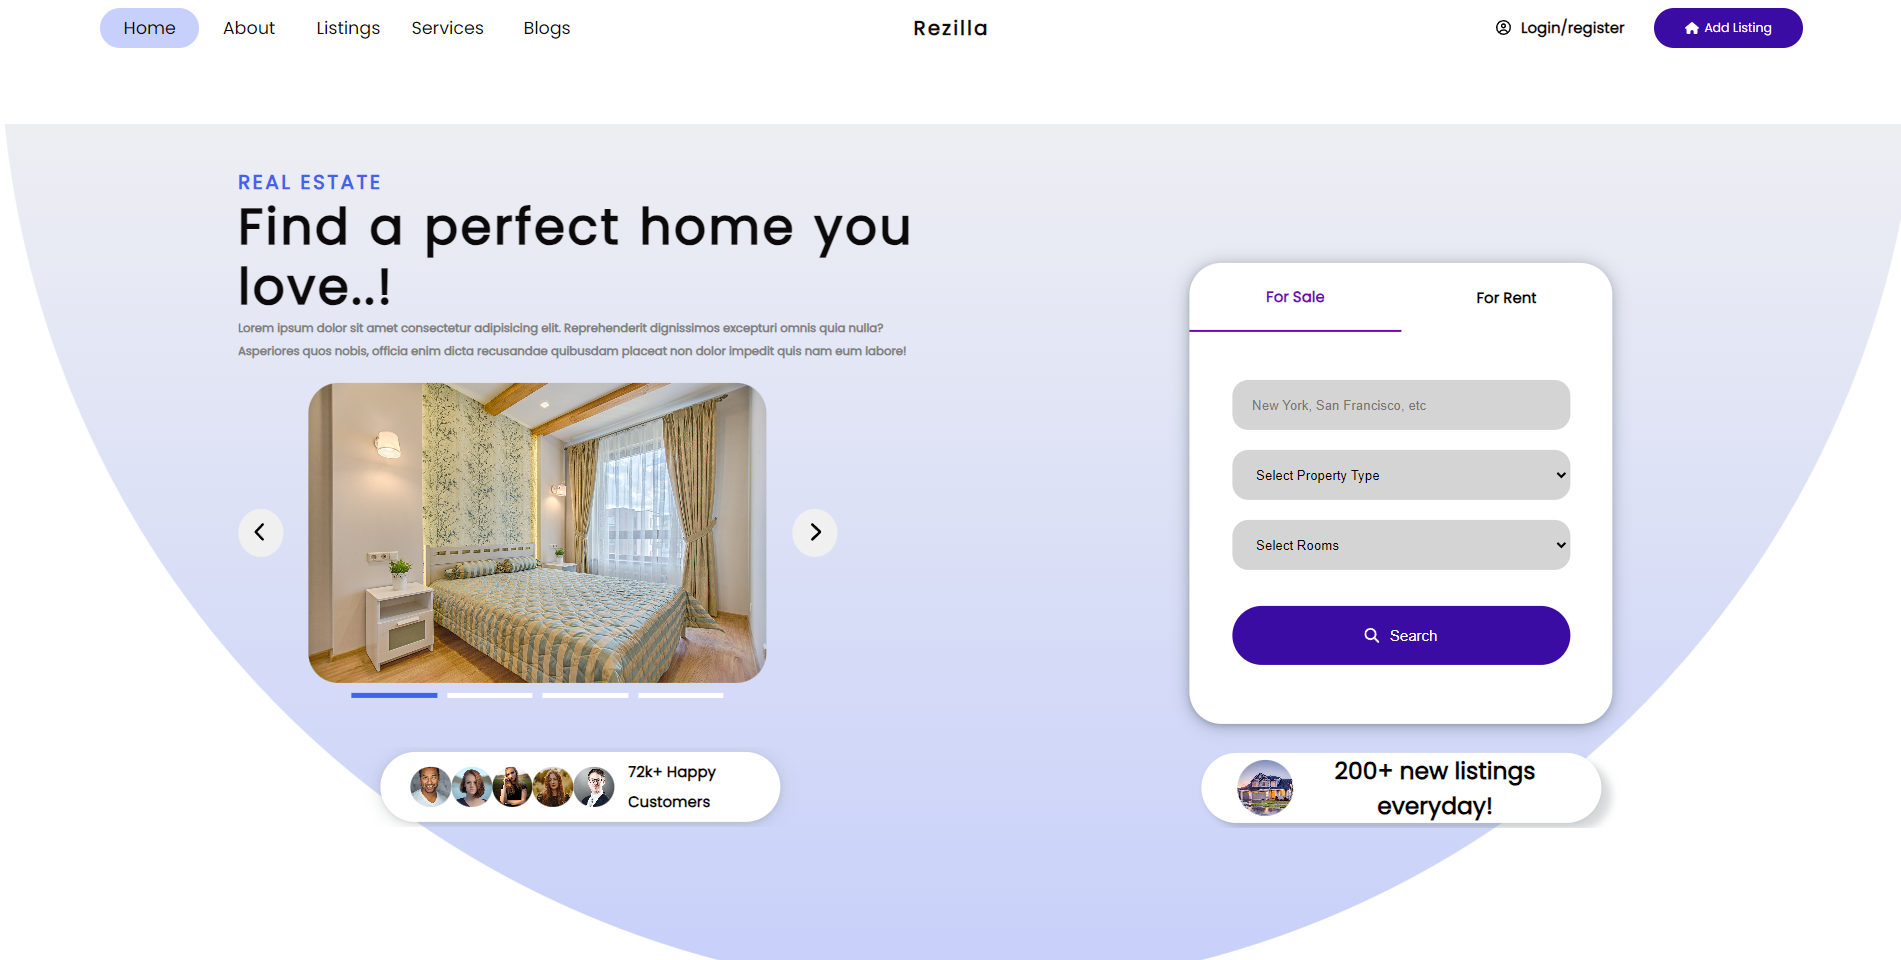 Home About Listings Services Blogs Rezilla Login/register Add Listing
REAL ESTATE
Find a perfect home you
love..!
Lorem ipsum dolor sit amet consectetur adipisicing elit. Reprehenderit dignissimos excepturi omnis quia nulla?
Asperiores quos nobis, officia enim dicta recusandae quibusdam placeat non dolor impedit quis nam eum labore!
72k+ Happy
Customers
For Sale For Rent
New York, San Francisco, etc
Select Property Type
Select Rooms
Search
200+ new listings
everyday!